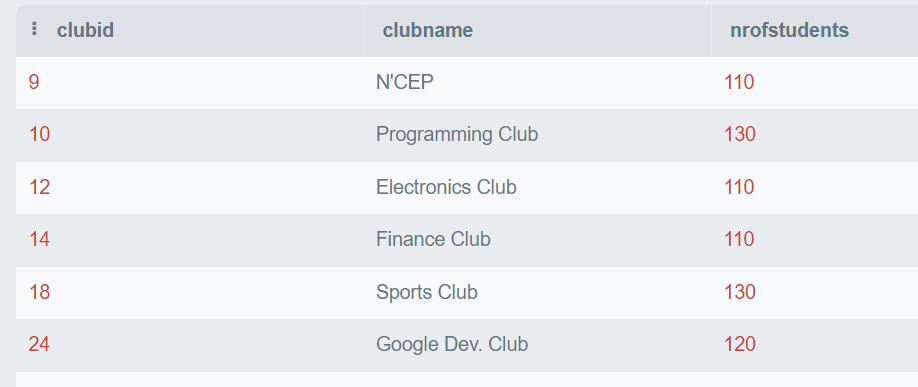 clubid clubname nrofstudents
9 N'CEP 110
10 Programming Club 130
12 Electronics Club 110
14 Finance Club 110
18 Sports Club 130
24 Google Dev. Club 120